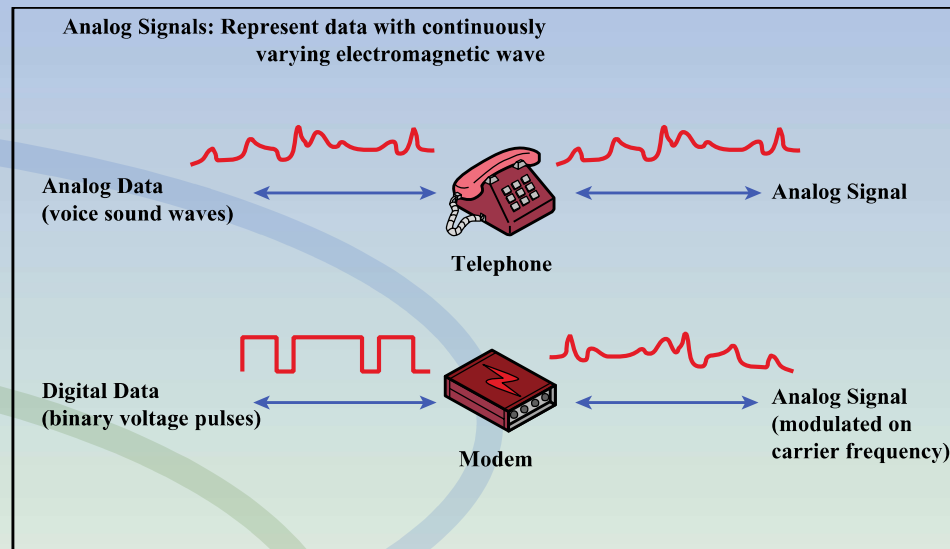 Analog Signals: Represent data with continuously
varying electromagnetic wave
Analog Data
(voice sound waves)
Telephone
Analog Signal
Digital Data
(binary voltage pulses)
Modem
Analog Signal
(modulated on
carrier frequency)